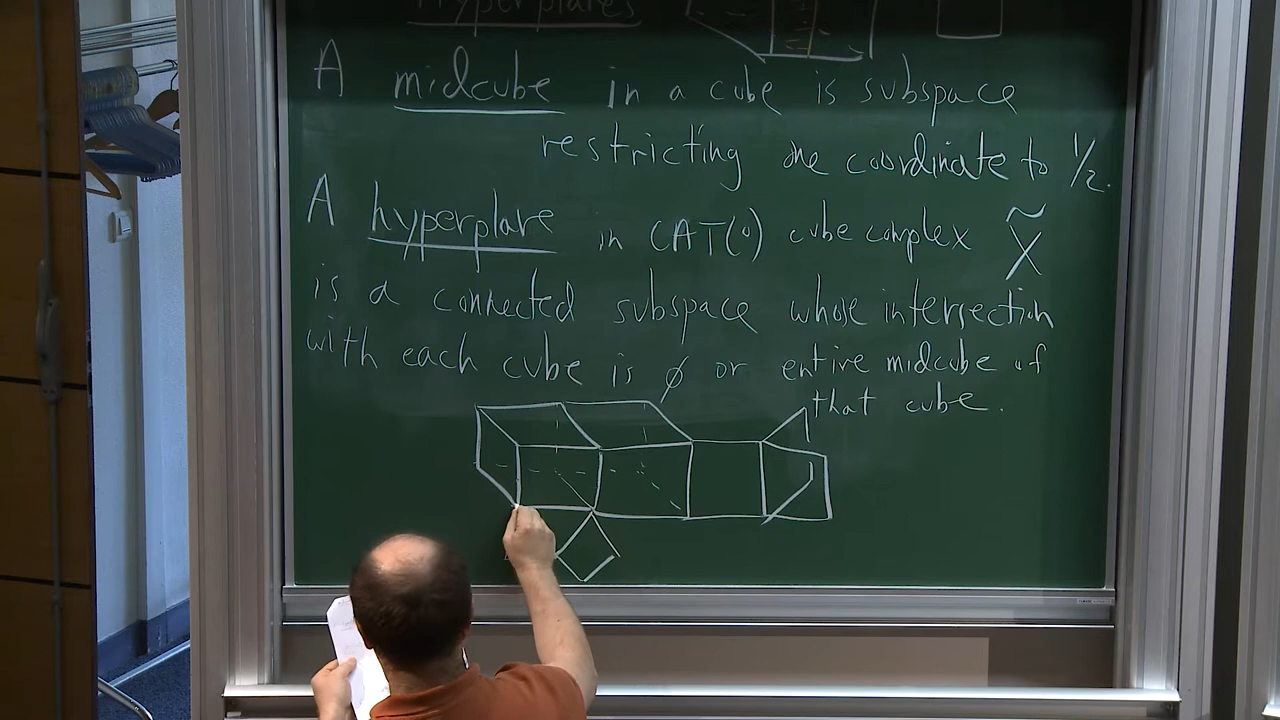 Hyperplanes
A midcube in a cube is subspace
restricting one coordinate to 1/2.
A hyperplane in CAT(0) cube complex X̃
is a connected subspace whose intersection
with each cube is ∅ or entire midcube of
that cube.